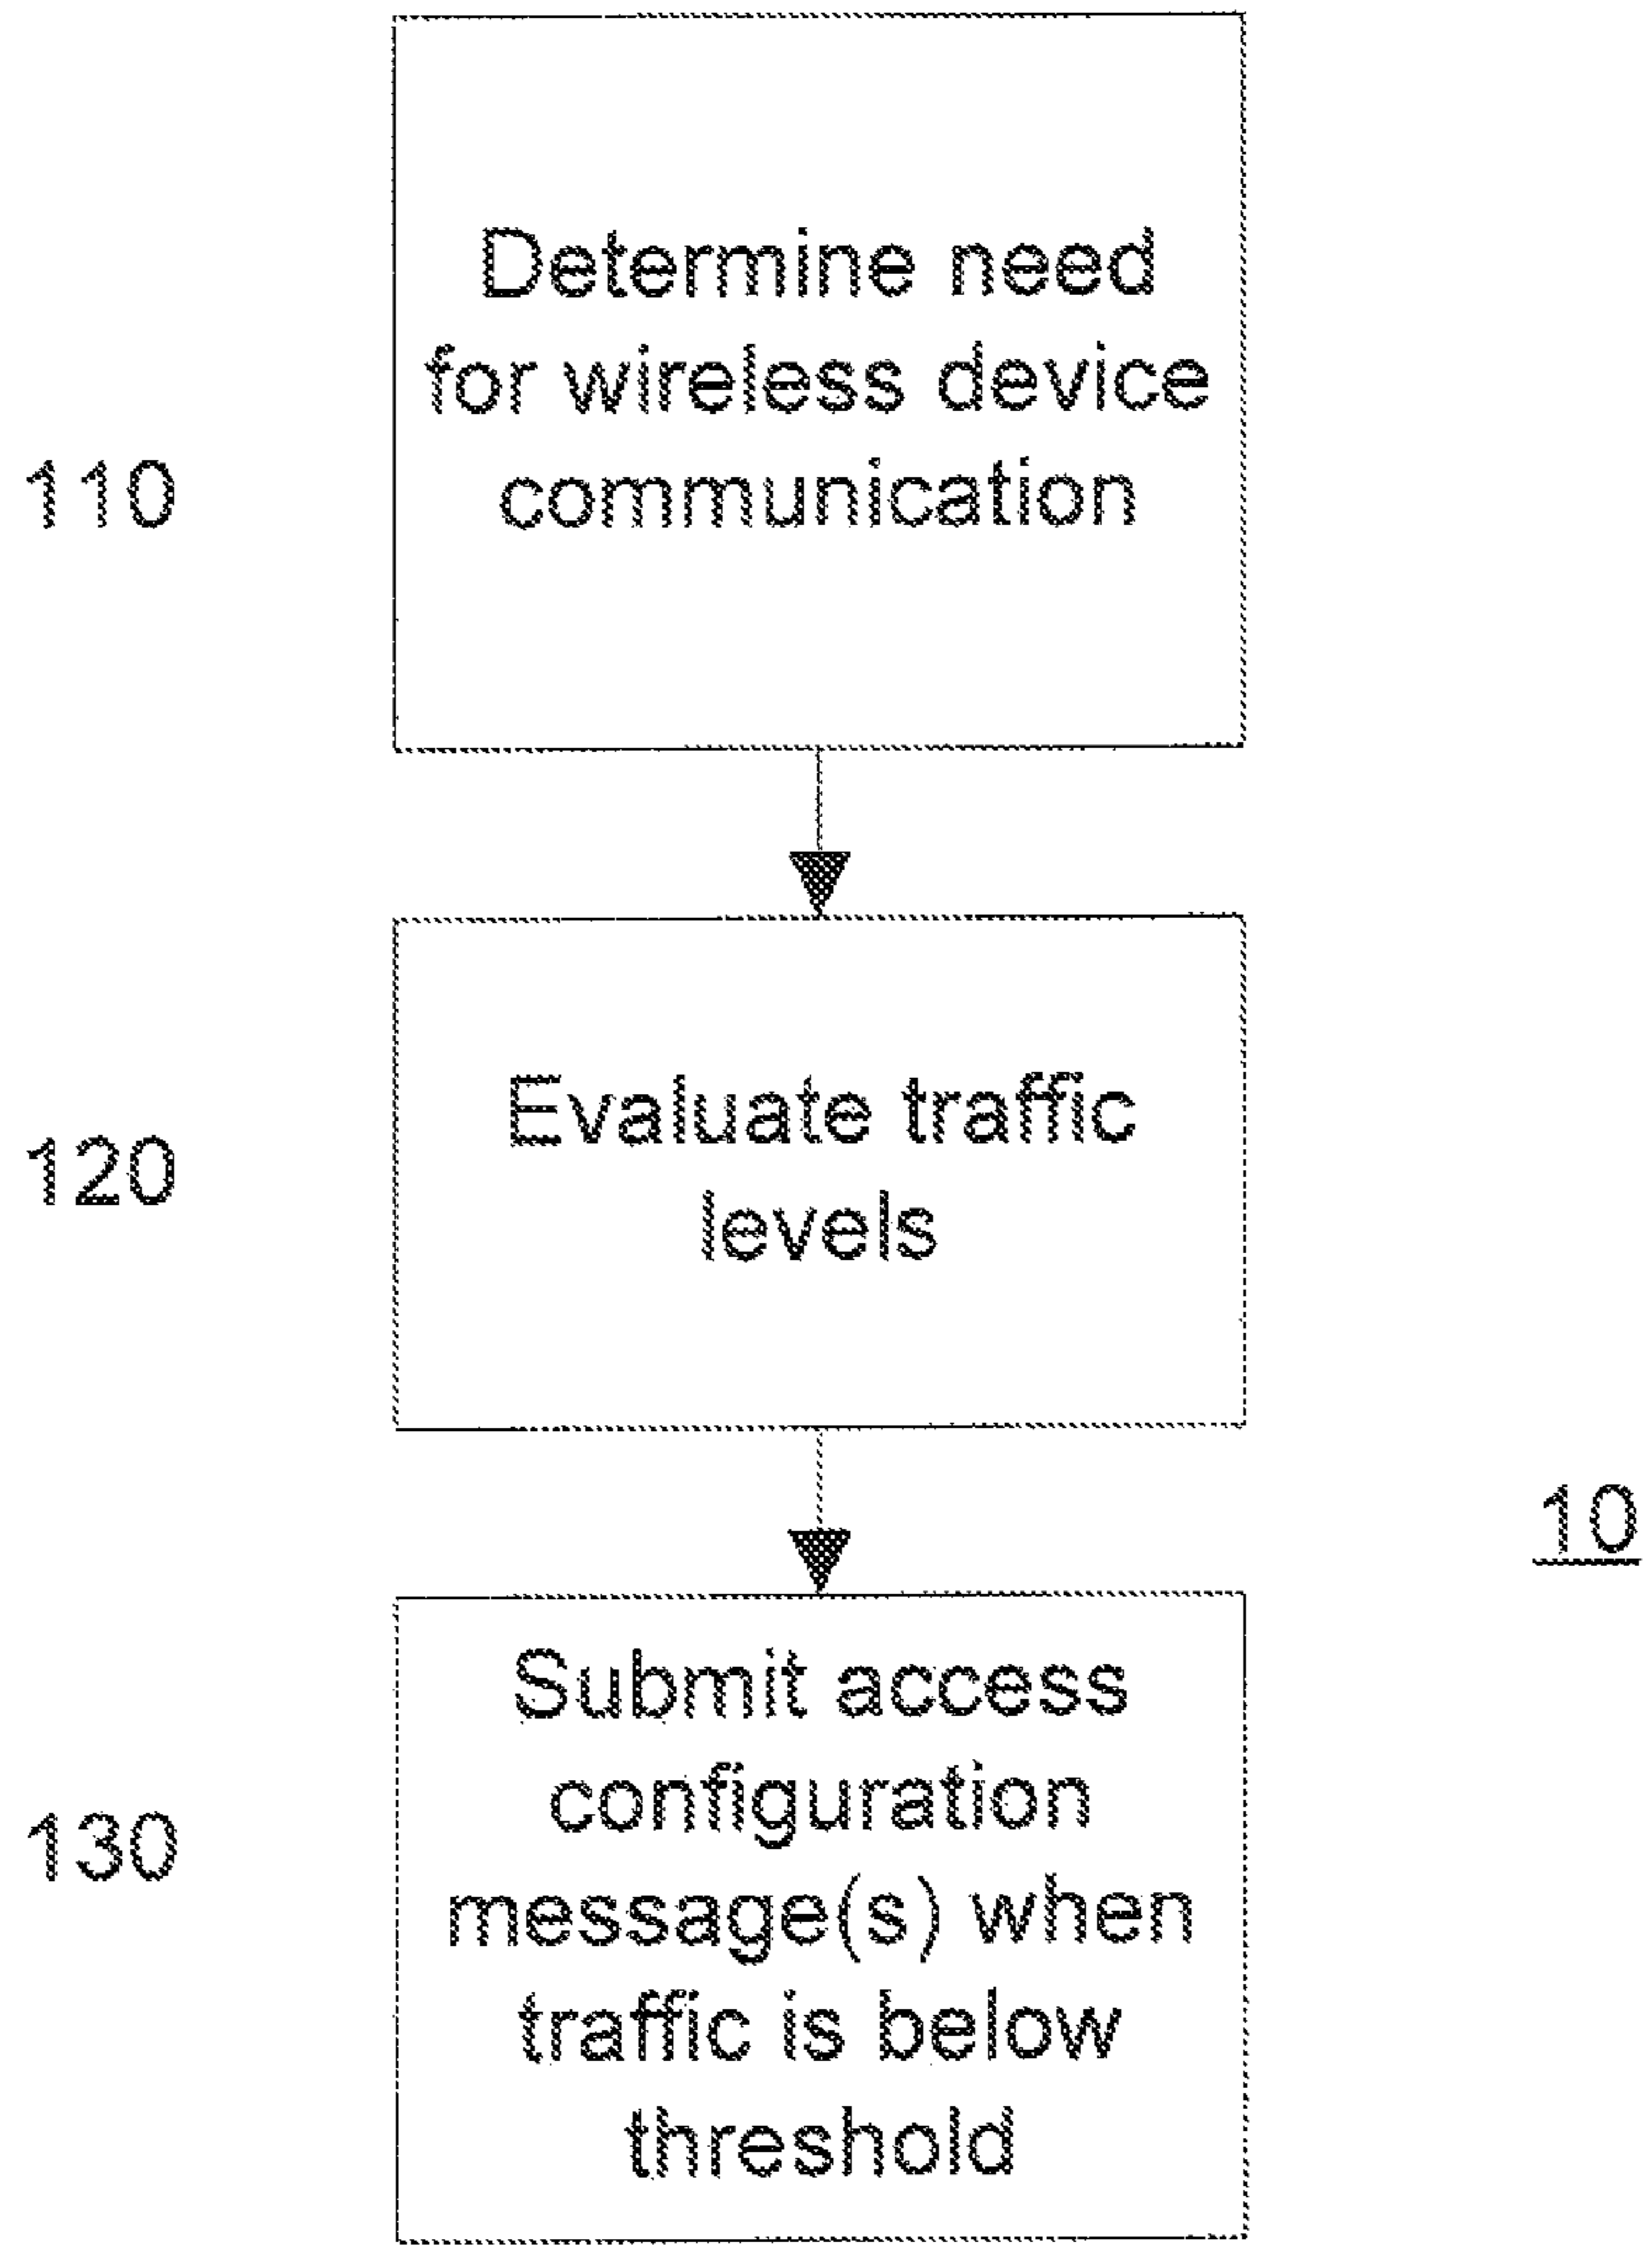 Determine need
for wireless device
communication
110
Evaluate traffic
levels
120
10
Submit access
configuration
message(s) when
traffic is below
threshold
130